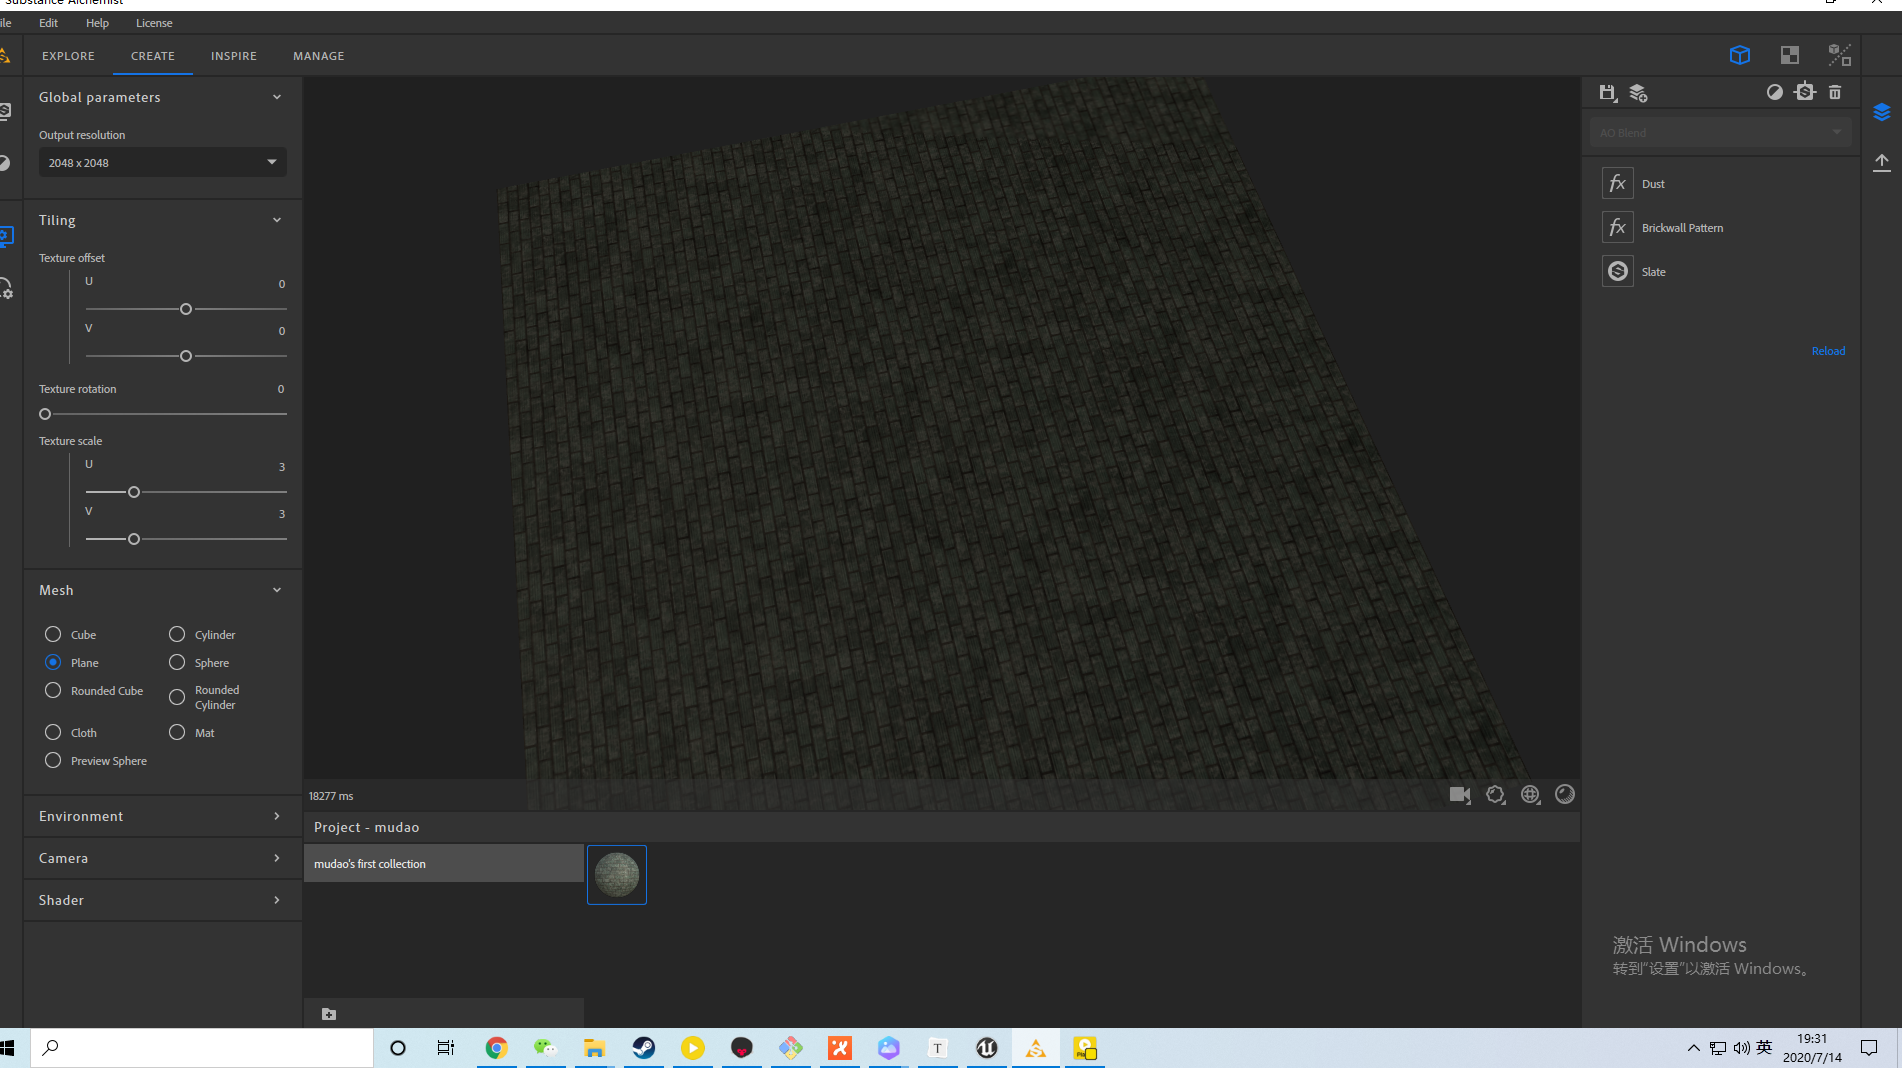 Substance Alchemist
ile Edit Help License
EXPLORE CREATE INSPIRE MANAGE
Global parameters
Output resolution
2048 x 2048
Tiling
Texture offset
U 0
V 0
Texture rotation 0
Texture scale
U 3
V 3
Mesh
Cube Cylinder
Plane Sphere
Rounded Cube Rounded
Cylinder
Cloth Mat
Preview Sphere
Environment
Camera
Shader
18277 ms
Project - mudao
mudao's first collection
AO Blend
Dust
Brickwall Pattern
Slate
Reload
激活 Windows
转到“设置”以激活 Windows。
英
19:31
2020/7/14